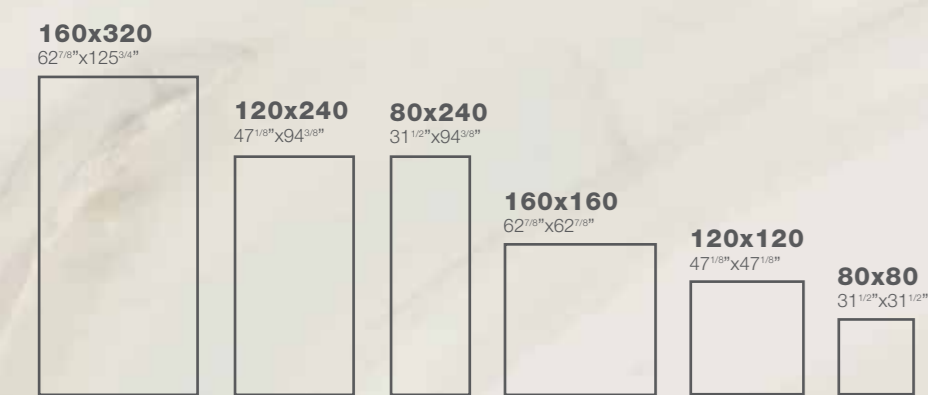 160x320
62⁷/⁸”x125³/⁴”
120x240
47¹/⁸”x94³/⁸”
80x240
31¹/²”x94³/⁸”
160x160
62⁷/⁸”x62⁷/⁸”
120x120
47¹/⁸”x47¹/⁸”
80x80
31¹/²”x31¹/²”